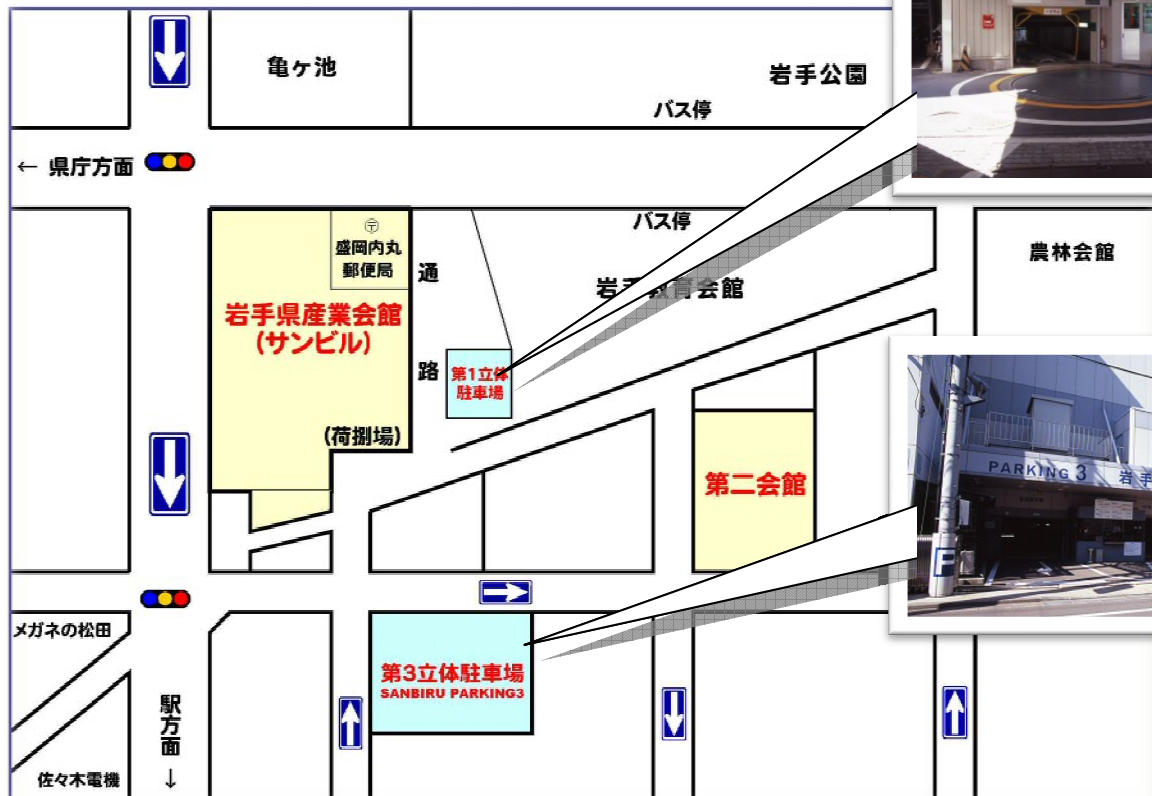 亀ヶ池
岩手公園
バス停
← 県庁方面
バス停
〒
盛岡内丸
郵便局
通
路
岩手教育会館
農林会館
岩手県産業会館
(サンビル)
第1立体
駐車場
(荷捌場)
第二会館
PARKING 3 岩手
P
メガネの松田
第3立体駐車場
SANBIRU PARKING3
駅方面
↓
佐々木電機